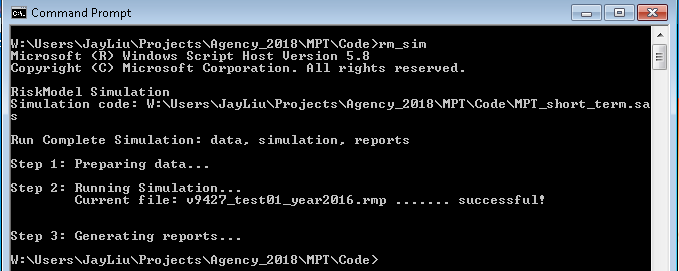 Command Prompt
W:\Users\JayLiu\Projects\Agency_2018\MPT\Code>rm_sim
Microsoft (R) Windows Script Host Version 5.8
Copyright (C) Microsoft Corporation. All rights reserved.
RiskModel Simulation
Simulation code: W:\Users\JayLiu\Projects\Agency_2018\MPT\Code\MPT_short_term.sa
s
Run Complete Simulation: data, simulation, reports
Step 1: Preparing data...
Step 2: Running Simulation...
Current file: v9427_test01_year2016.rmp ....... successful!
Step 3: Generating reports...
W:\Users\JayLiu\Projects\Agency_2018\MPT\Code>